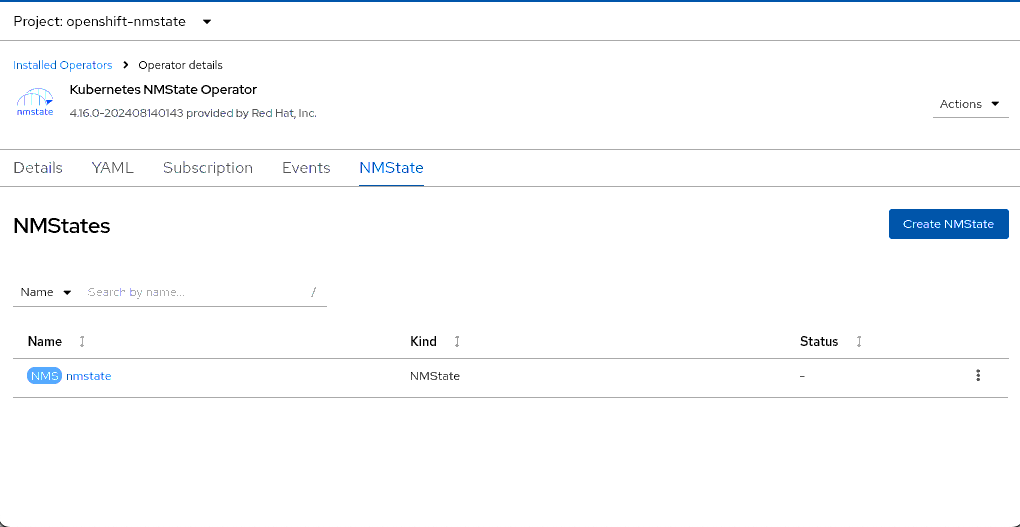 Project: openshift-nmstate
Installed Operators Operator details
nmstate
Kubernetes NMState Operator
4.16.0-202408140143 provided by Red Hat, Inc.
Actions
Details YAML Subscription Events NMState
NMStates
Create NMState
Name Search by name... /
Name Kind Status
NMS nmstate NMState -